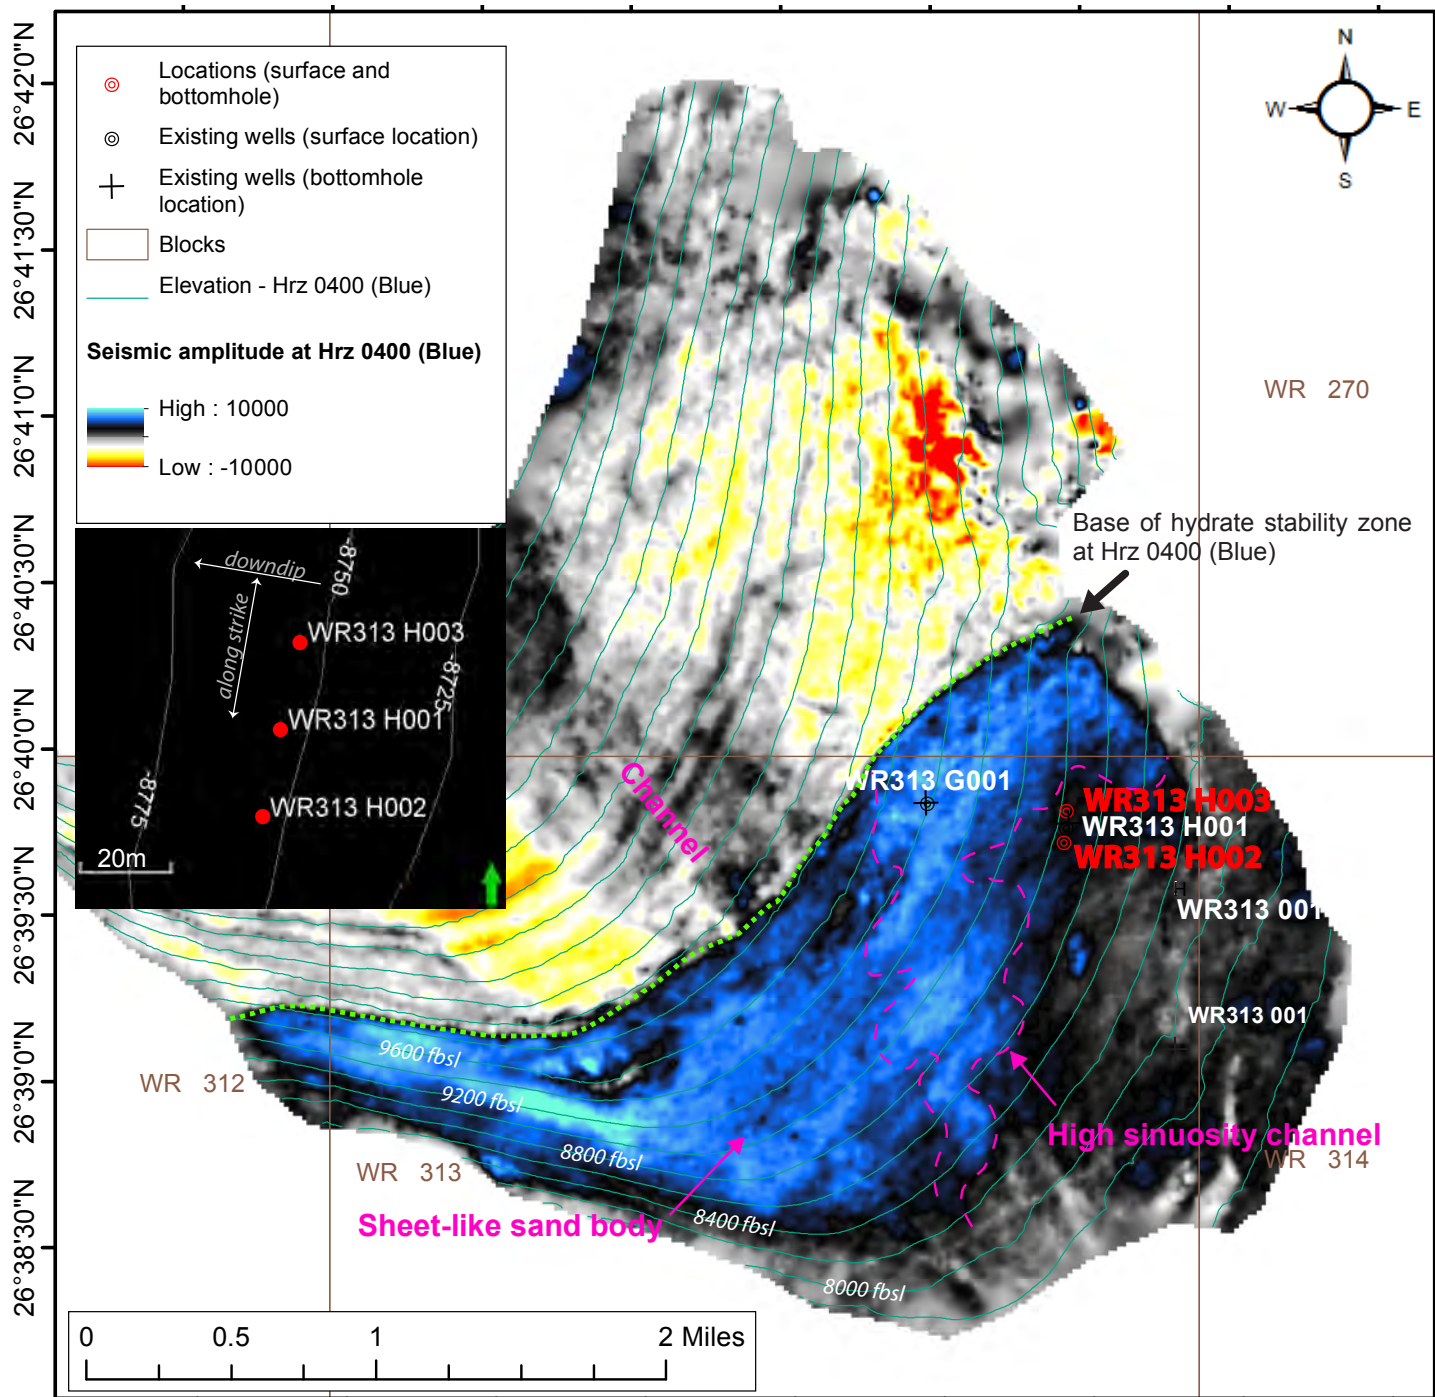 26°42'0"N
26°41'30"N
26°41'0"N
26°40'30"N
26°40'0"N
26°39'30"N
26°39'0"N
26°38'30"N
Locations (surface and
bottomhole)
Existing wells (surface location)
Existing wells (bottomhole
location)
Blocks
Elevation - Hrz 0400 (Blue)
Seismic amplitude at Hrz 0400 (Blue)
High : 10000
Low : -10000
N
W
E
S
WR 270
Base of hydrate stability zone
at Hrz 0400 (Blue)
downdip
along strike
-8750
-8725
-8775
WR313 H003
WR313 H001
WR313 H002
20m
Channel
WR313 G001
WR313 H003
WR313 H001
WR313 H002
WR313 001
WR313 001
9600 fbsl
9200 fbsl
8800 fbsl
8400 fbsl
8000 fbsl
WR 312
WR 313
WR 314
High sinuosity channel
Sheet-like sand body
0 0.5 1 2 Miles